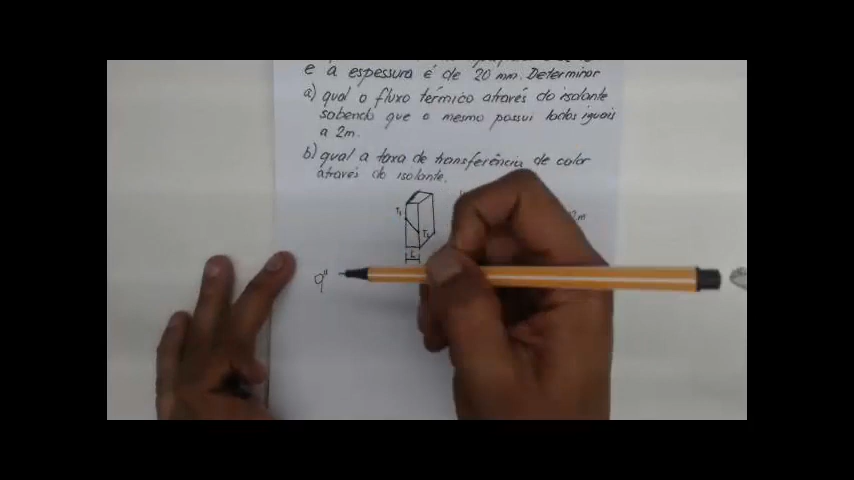 e a espessura é de 20 mm. Determinar
a) qual o fluxo térmico através do isolante
sabendo que o mesmo possui lados iguais
a 2m.
b) qual a taxa de transferência de calor
através do isolante.
T₁
T₂
L
q"